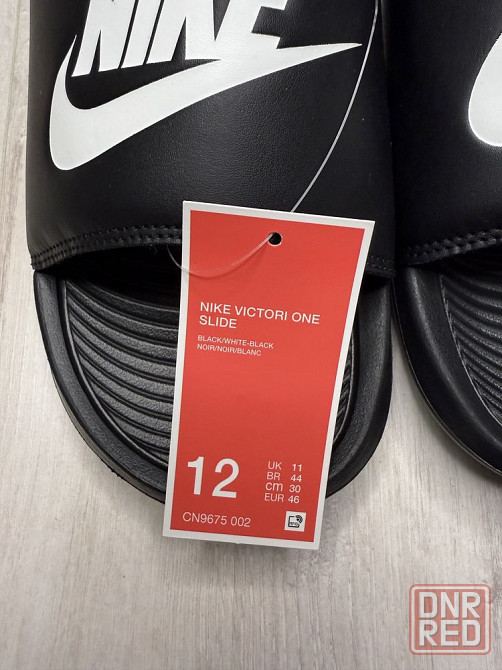 NIKE
NIKE VICTORI ONE
SLIDE
BLACK/WHITE-BLACK
NOIR/NOIR/BLANC
12
UK 11
BR 44
cm 30
EUR 46
CN9675 002
DNR
RED